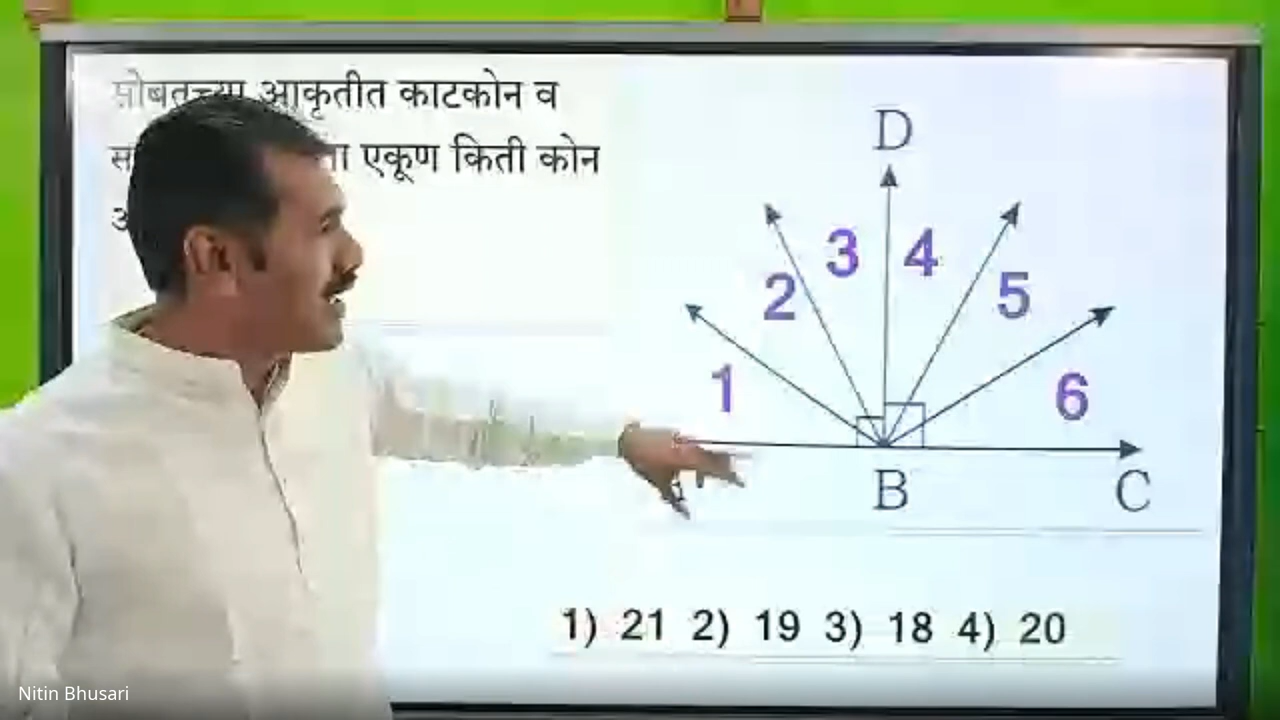 सोबतच्या आकृतीत काटकोन व
एकूण किती कोन
D
3 4
2 5
1 6
B C
1) 21 2) 19 3) 18 4) 20
Nitin Bhusari